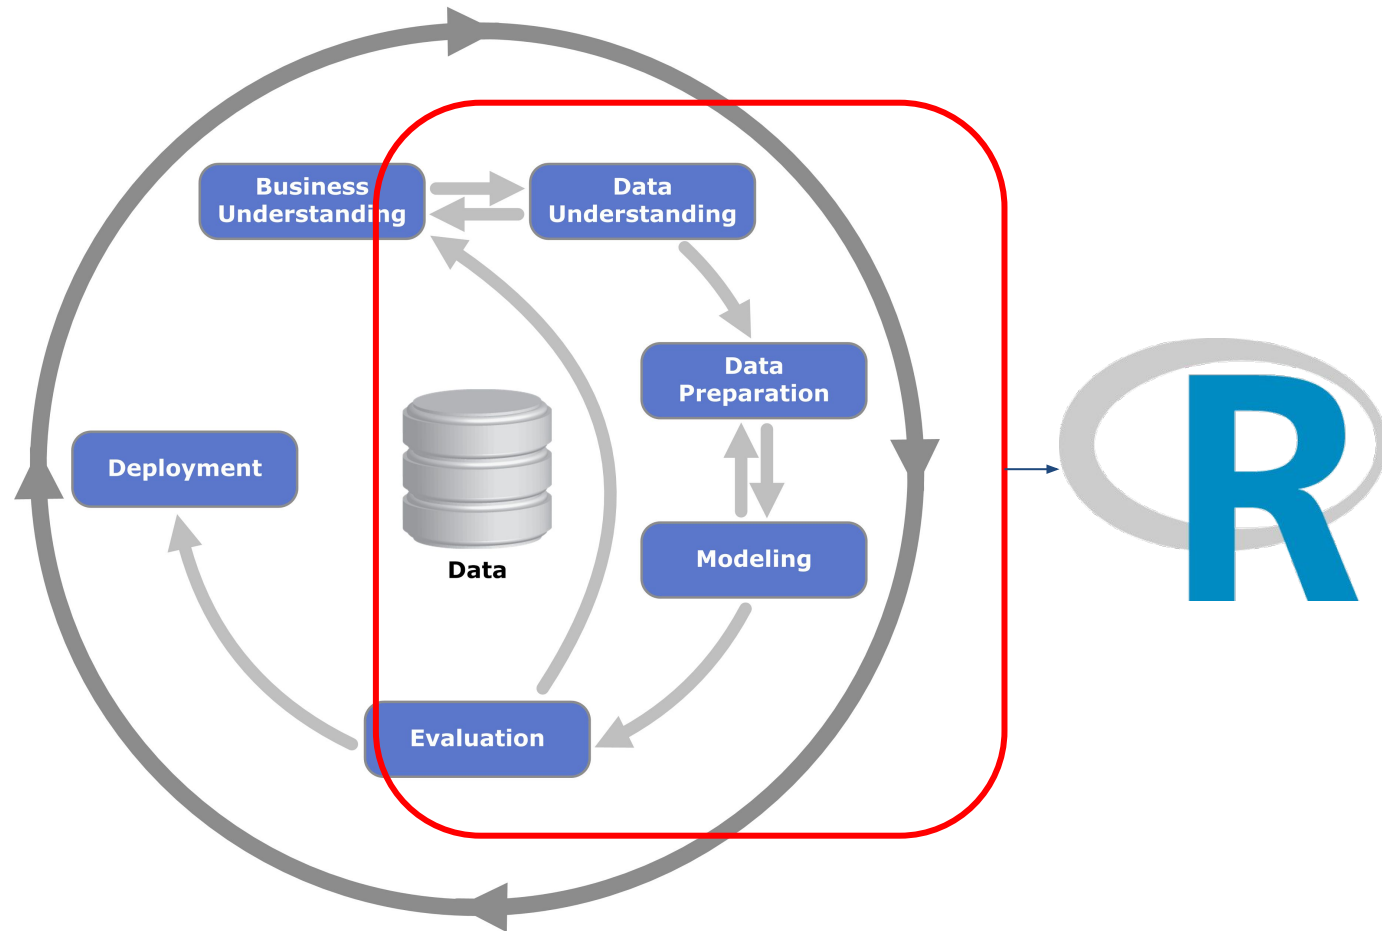 Business
Understanding
Data
Understanding
Data
Preparation
Deployment
Modeling
Data
Evaluation
R